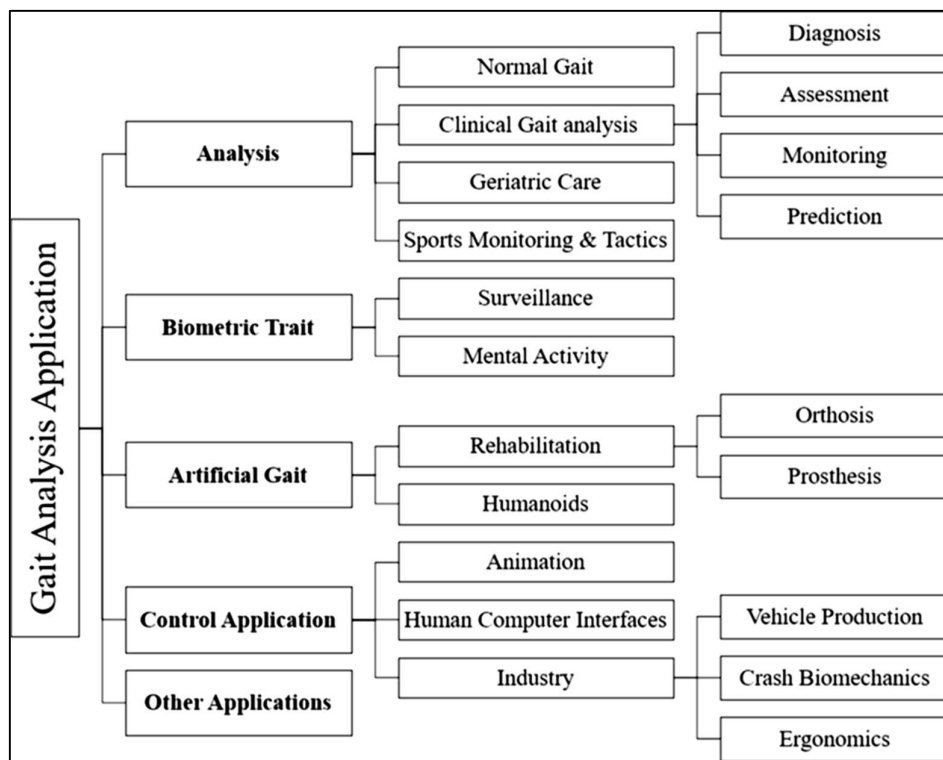 Gait Analysis Application
Analysis
Normal Gait
Clinical Gait analysis
Diagnosis
Assessment
Monitoring
Prediction
Geriatric Care
Sports Monitoring & Tactics
Biometric Trait
Surveillance
Mental Activity
Artificial Gait
Rehabilitation
Orthosis
Prosthesis
Humanoids
Control Application
Animation
Human Computer Interfaces
Industry
Vehicle Production
Crash Biomechanics
Ergonomics
Other Applications